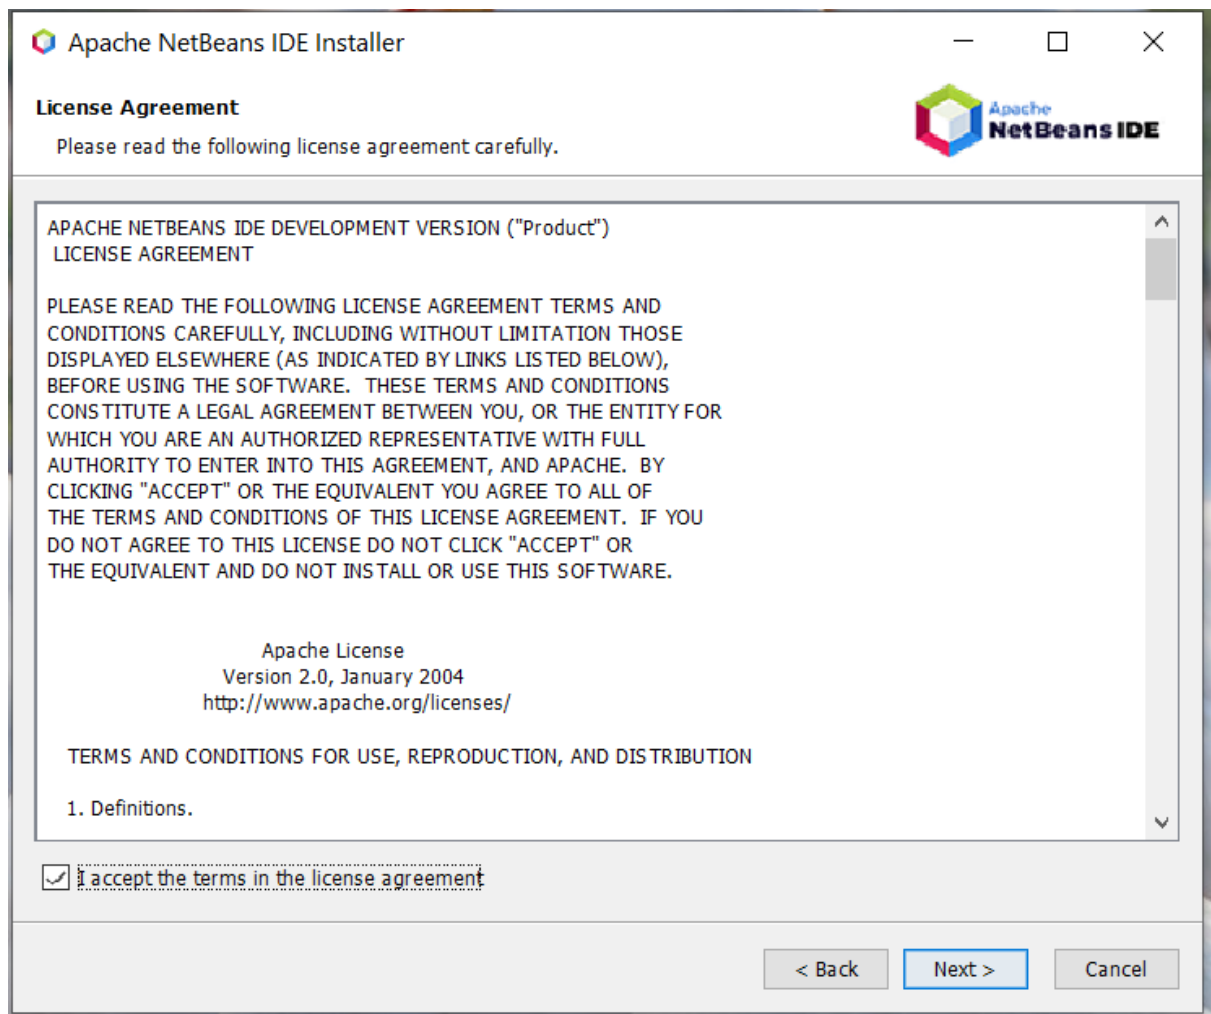 Apache NetBeans IDE Installer
License Agreement
Please read the following license agreement carefully.
Apache
NetBeans IDE
APACHE NETBEANS IDE DEVELOPMENT VERSION ("Product")
LICENSE AGREEMENT
PLEASE READ THE FOLLOWING LICENSE AGREEMENT TERMS AND
CONDITIONS CAREFULLY, INCLUDING WITHOUT LIMITATION THOSE
DISPLAYED ELSEWHERE (AS INDICATED BY LINKS LISTED BELOW),
BEFORE USING THE SOFTWARE.  THESE TERMS AND CONDITIONS
CONSTITUTE A LEGAL AGREEMENT BETWEEN YOU, OR THE ENTITY FOR
WHICH YOU ARE AN AUTHORIZED REPRESENTATIVE WITH FULL
AUTHORITY TO ENTER INTO THIS AGREEMENT, AND APACHE.  BY
CLICKING "ACCEPT" OR THE EQUIVALENT YOU AGREE TO ALL OF
THE TERMS AND CONDITIONS OF THIS LICENSE AGREEMENT.  IF YOU
DO NOT AGREE TO THIS LICENSE DO NOT CLICK "ACCEPT" OR
THE EQUIVALENT AND DO NOT INSTALL OR USE THIS SOFTWARE.
Apache License
Version 2.0, January 2004
http://www.apache.org/licenses/
TERMS AND CONDITIONS FOR USE, REPRODUCTION, AND DISTRIBUTION
1. Definitions.
I accept the terms in the license agreement
< Back
Next >
Cancel